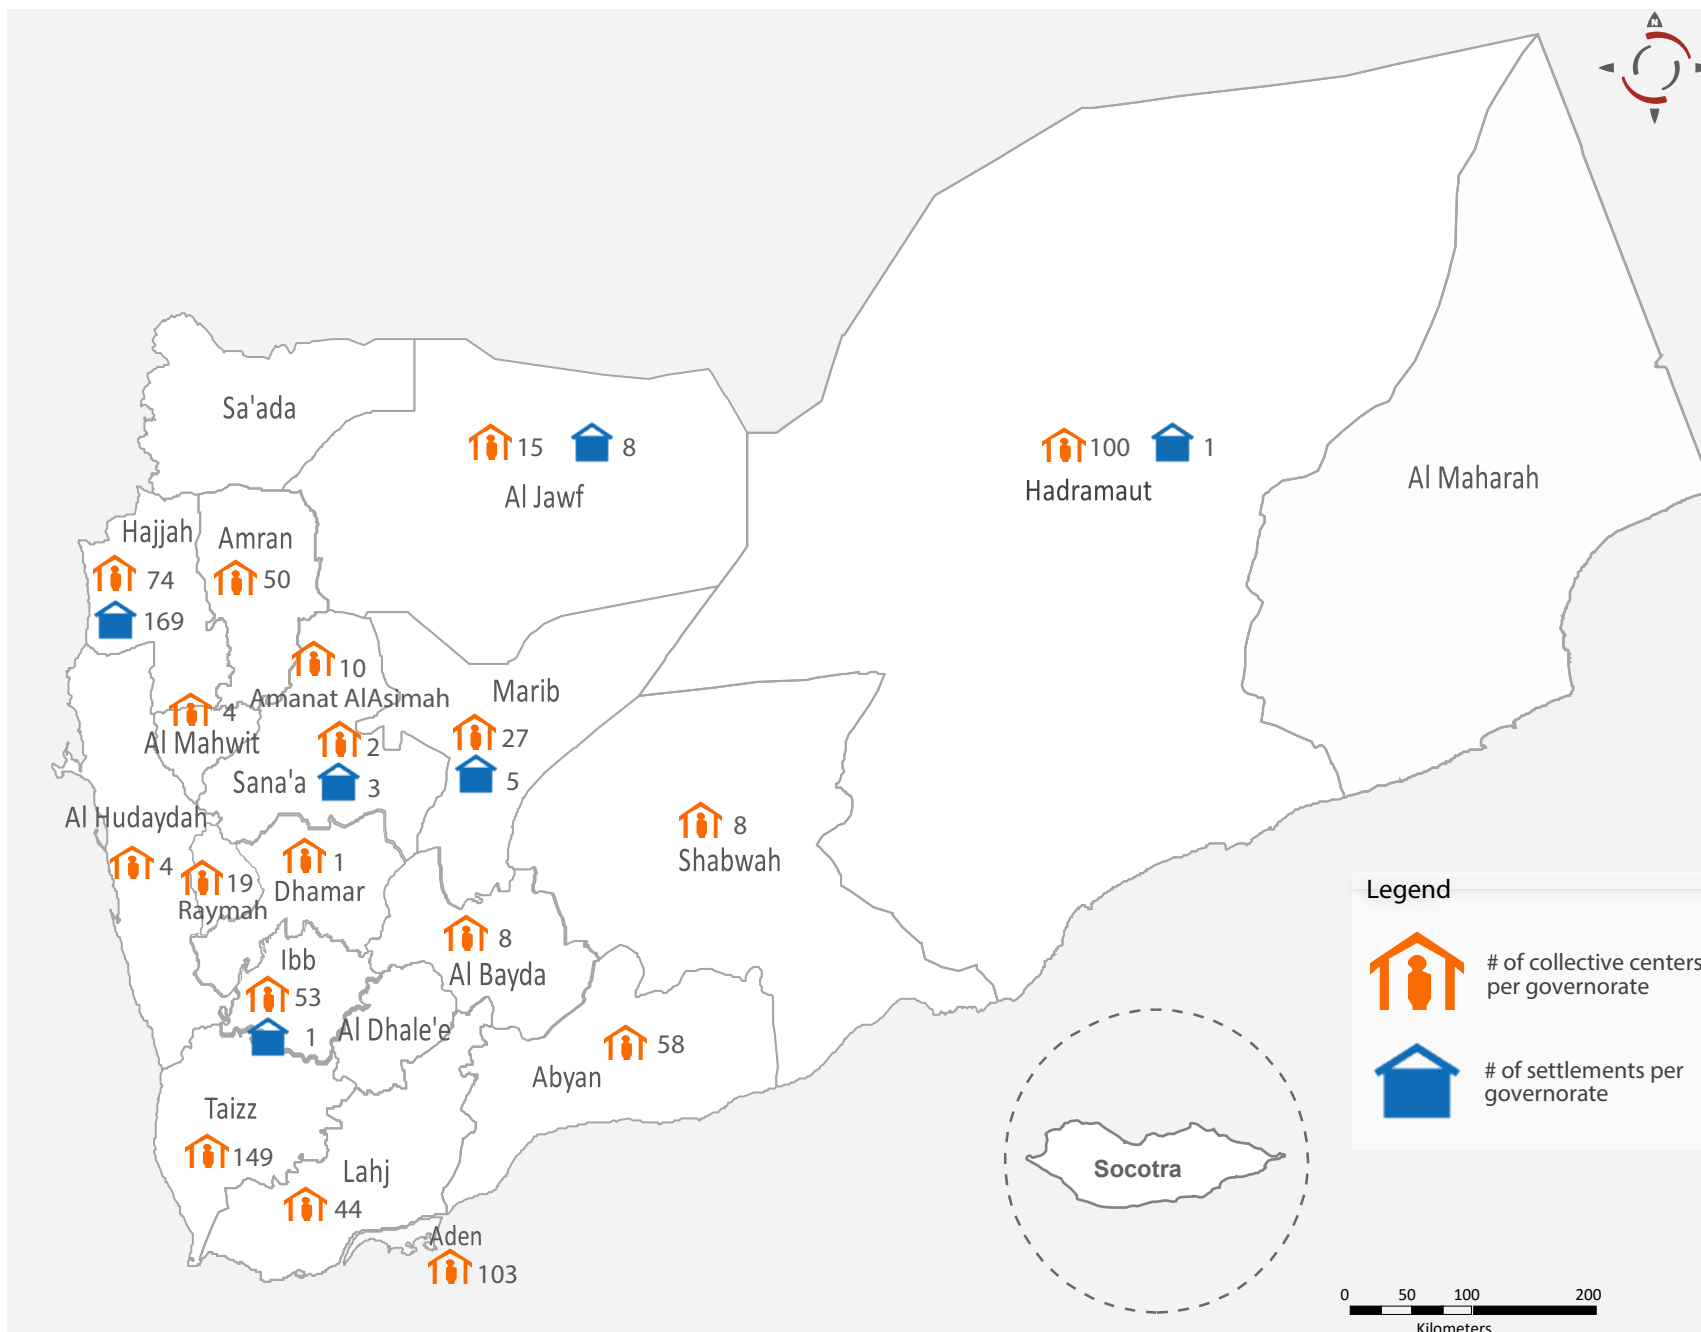 N
Sa'ada
15
8
Al Jawf
100
1
Hadramaut
Al Maharah
Hajjah
74
169
Amran
50
10
Amanat AlAsimah
Marib
27
5
4
Al Mahwit
2
Sana'a
3
Al Hudaydah
4
19
Raymah
1
Dhamar
8
Shabwah
8
Al Bayda
Ibb
53
1
Al Dhale'e
58
Abyan
Taizz
149
Lahj
44
Aden
103
Socotra
Legend
# of collective centers
per governorate
# of settlements per
governorate
0 50 100 200
Kilometers